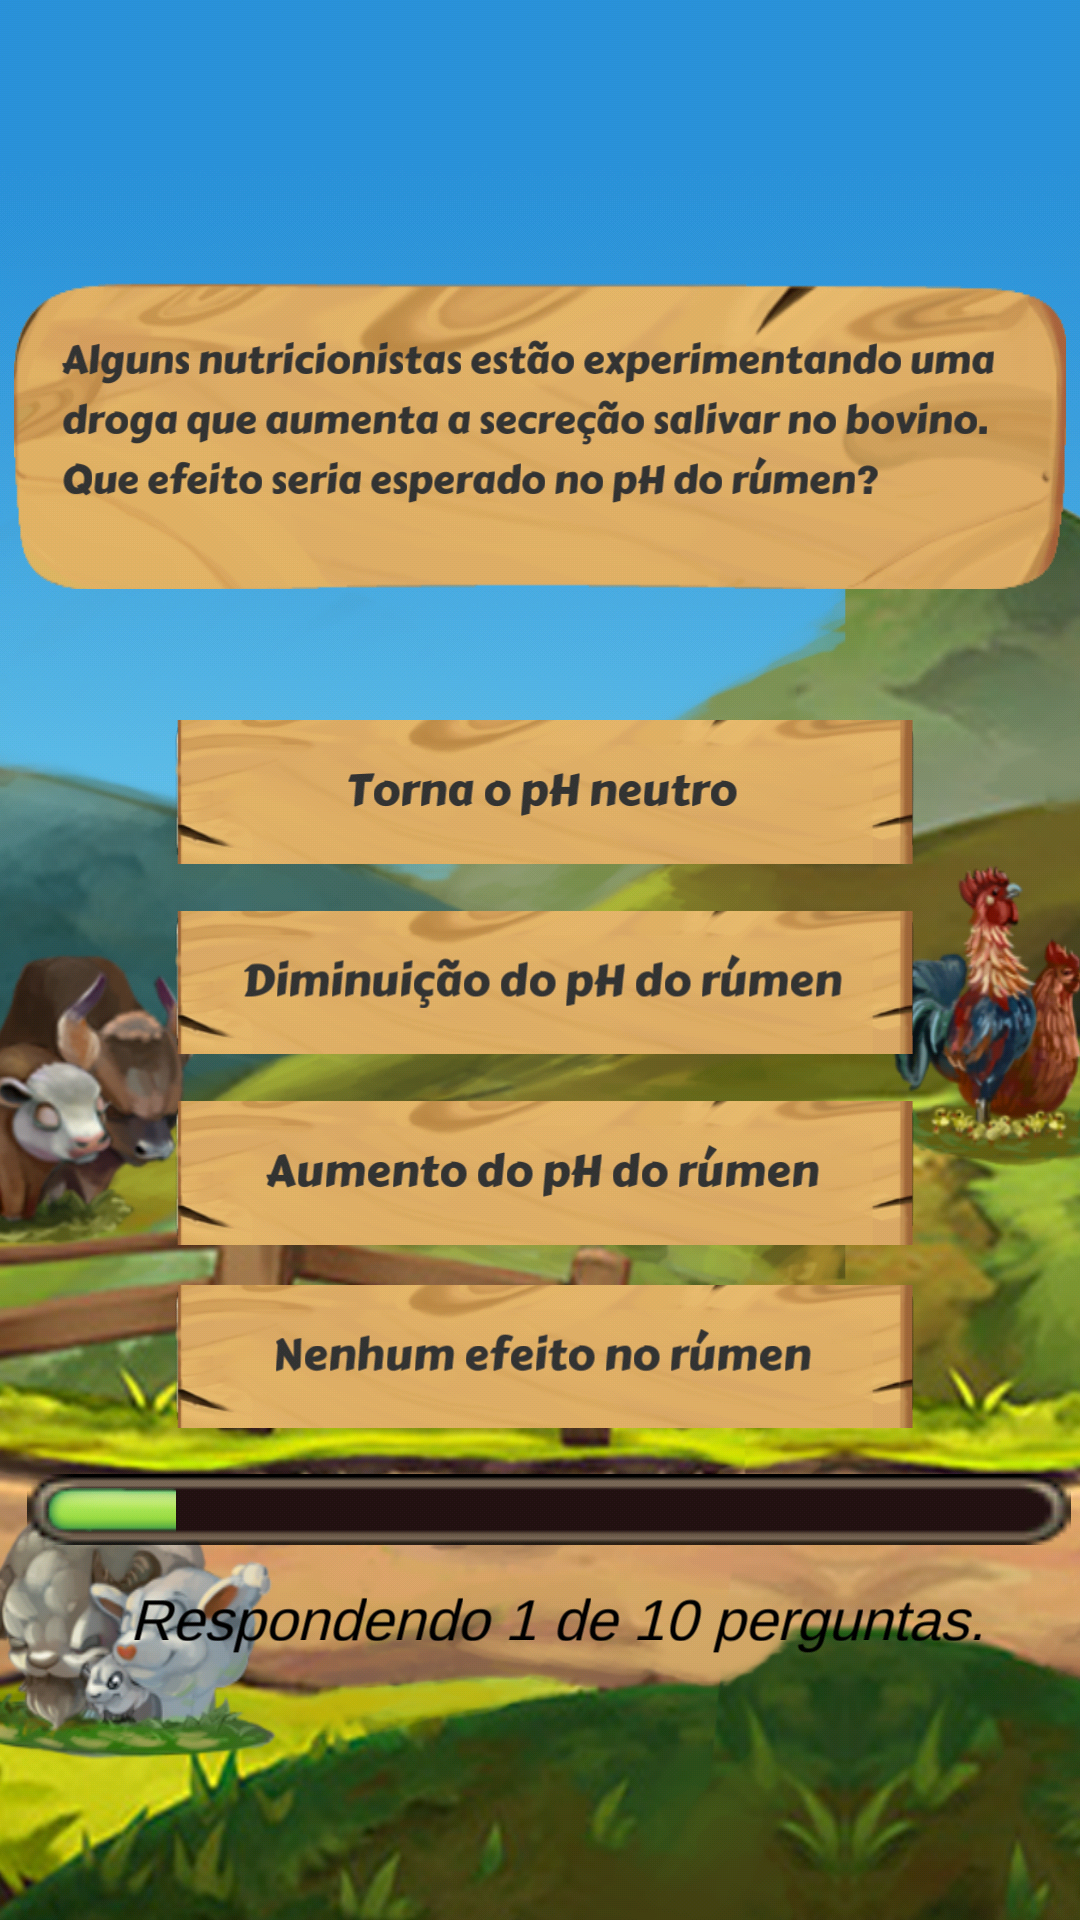 Alguns nutricionistas estão experimentando uma
droga que aumenta a secreção salivar no bovino.
Que efeito seria esperado no pH do rúmen?
Torna o pH neutro
Diminuição do pH do rúmen
Aumento do pH do rúmen
Nenhum efeito no rúmen
Respondendo 1 de 10 perguntas.